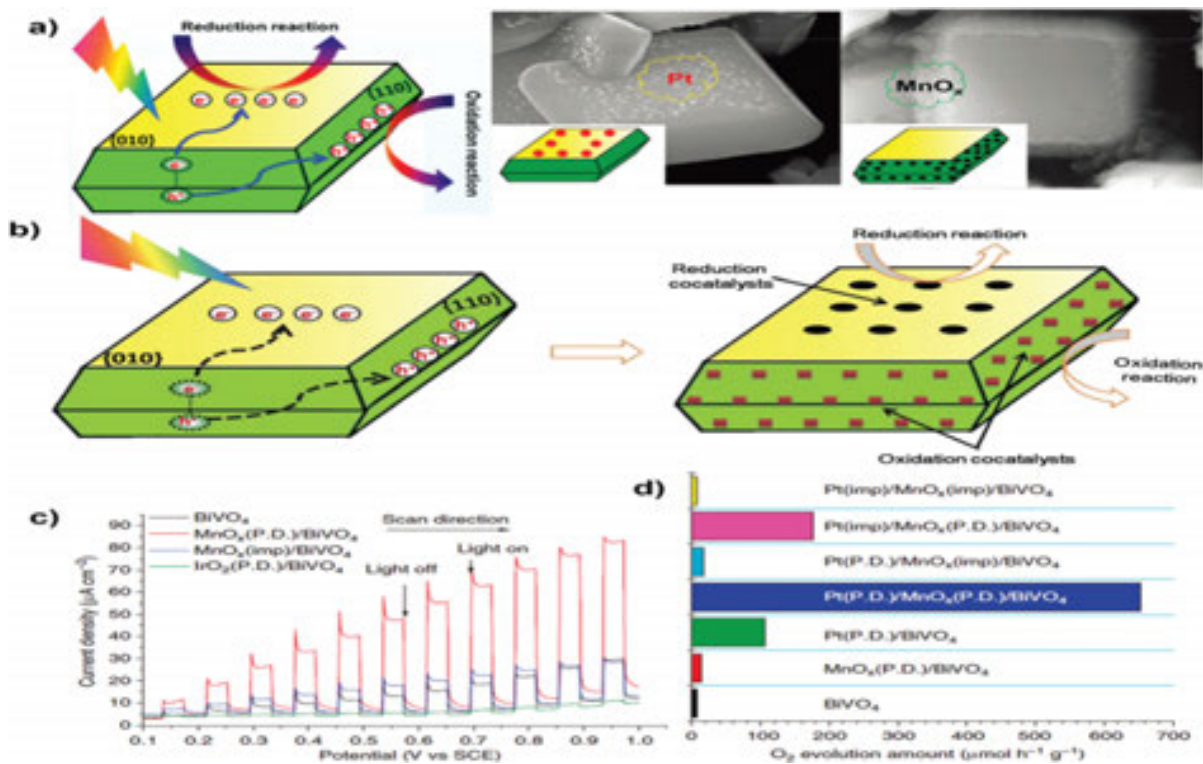 a)
Reduction reaction
{010}
{110}
Oxidation reaction
e⁻ e⁻ e⁻ e⁻
e⁻
h⁺
h⁺ h⁺ h⁺ h⁺ h⁺
Pt
MnOₓ
b)
{010}
{110}
e⁻ e⁻ e⁻ e⁻
e⁻
h⁺
h⁺ h⁺ h⁺ h⁺ h⁺
Reduction reaction
Reduction
cocatalysts
Oxidation
reaction
Oxidation cocatalysts
c)
BiVO₄
MnOₓ(P.D.)/BiVO₄
MnOₓ(imp)/BiVO₄
IrO₂(P.D.)/BiVO₄
Scan direction
Light on
Light off
Current density (μA cm⁻²)
90
70
50
30
20
10
0
0.1 0.2 0.3 0.4 0.5 0.6 0.7 0.8 0.9 1.0
Potential (V vs SCE)
d)
Pt(imp)/MnOₓ(imp)/BiVO₄
Pt(imp)/MnOₓ(P.D.)/BiVO₄
Pt(P.D.)/MnOₓ(imp)/BiVO₄
Pt(P.D.)/MnOₓ(P.D.)/BiVO₄
Pt(P.D.)/BiVO₄
MnOₓ(P.D.)/BiVO₄
BiVO₄
0 100 200 300 400 500 600 700
O₂ evolution amount (μmol h⁻¹ g⁻¹)